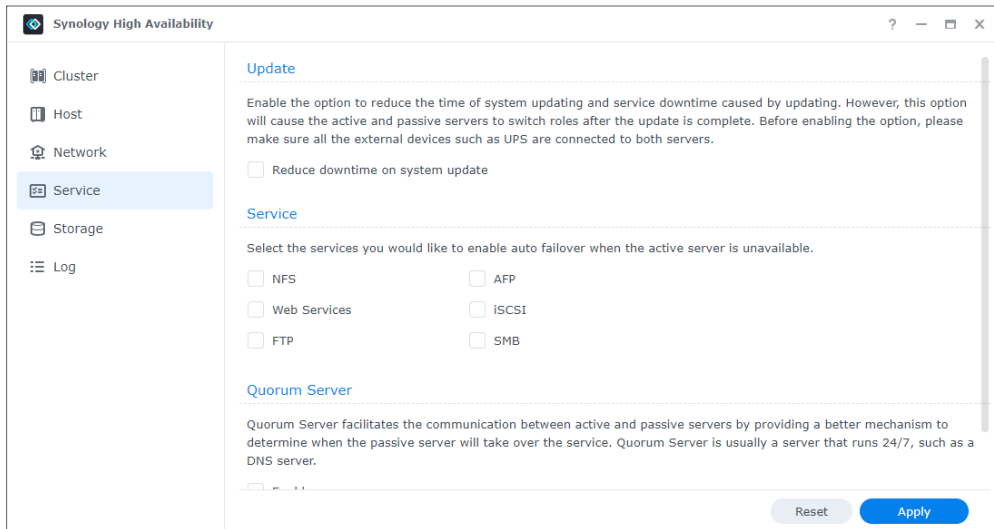 Synology High Availability
?
Cluster
Host
Network
Service
Storage
Log
Update
Enable the option to reduce the time of system updating and service downtime caused by updating. However, this option
will cause the active and passive servers to switch roles after the update is complete. Before enabling the option, please
make sure all the external devices such as UPS are connected to both servers.
Reduce downtime on system update
Service
Select the services you would like to enable auto failover when the active server is unavailable.
NFS
AFP
Web Services
iSCSI
FTP
SMB
Quorum Server
Quorum Server facilitates the communication between active and passive servers by providing a better mechanism to
determine when the passive server will take over the service. Quorum Server is usually a server that runs 24/7, such as a
DNS server.
Reset
Apply